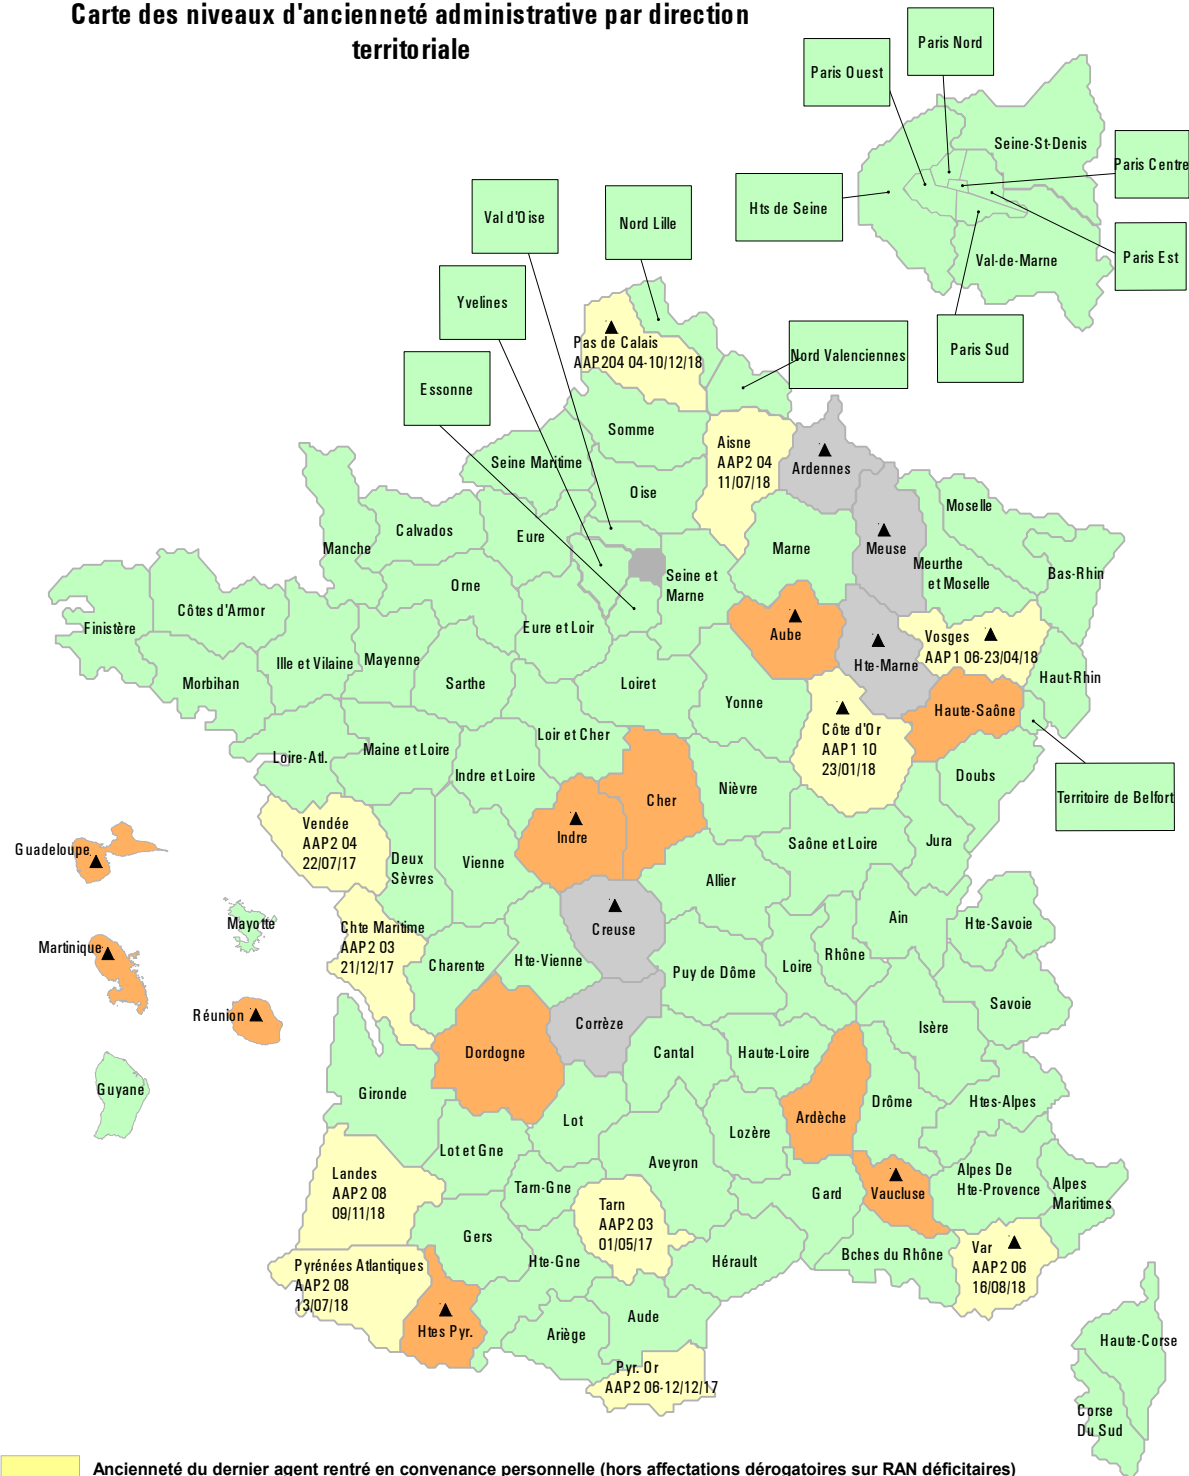 Carte des niveaux d'ancienneté administrative par direction
territoriale
Paris Nord
Paris Ouest
Seine-St-Denis
Paris Centre
Hts de Seine
Paris Est
Val-de-Marne
Paris Sud
Val d'Oise
Nord Lille
Yvelines
Essonne
Nord Valenciennes
Pas de Calais
AAP204 04-10/12/18
Somme
Aisne
AAP2 04
11/07/18
Ardennes
Seine Maritime
Oise
Moselle
Calvados
Eure
Manche
Marne
Meuse
Meurthe
et Moselle
Bas-Rhin
Seine et
Marne
Orne
Côtes d'Armor
Finistère
Eure et Loir
Aube
Vosges
AAP1 06-23/04/18
Ille et Vilaine
Mayenne
Hte-Marne
Haut-Rhin
Morbihan
Sarthe
Loiret
Yonne
Haute-Saône
Côte d'Or
AAP1 10
23/01/18
Loir et Cher
Maine et Loire
Loire-Atl.
Indre et Loire
Doubs
Nièvre
Cher
Territoire de Belfort
Vendée
AAP2 04
22/07/17
Indre
Saône et Loire
Jura
Guadeloupe
Deux
Sèvres
Vienne
Allier
Mayotte
Chte Maritime
AAP2 03
21/12/17
Creuse
Ain
Hte-Savoie
Martinique
Charente
Hte-Vienne
Puy de Dôme
Loire
Rhône
Savoie
Réunion
Corrèze
Isère
Dordogne
Cantal
Haute-Loire
Guyane
Gironde
Ardèche
Drôme
Htes-Alpes
Lot
Lozère
Lot et Gne
Aveyron
Landes
AAP2 08
09/11/18
Tarn-Gne
Tarn
AAP2 03
01/05/17
Gard
Vaucluse
Alpes De
Hte-Provence
Alpes
Maritimes
Gers
Hte-Gne
Hérault
Bches du Rhône
Var
AAP2 06
16/08/18
Pyrénées Atlantiques
AAP2 08
13/07/18
Htes Pyr.
Ariège
Aude
Haute-Corse
Pyr. Or
AAP2 06-12/12/17
Corse
Du Sud
Ancienneté du dernier agent rentré en convenance personnelle (hors affectations dérogatoires sur RAN déficitaires)